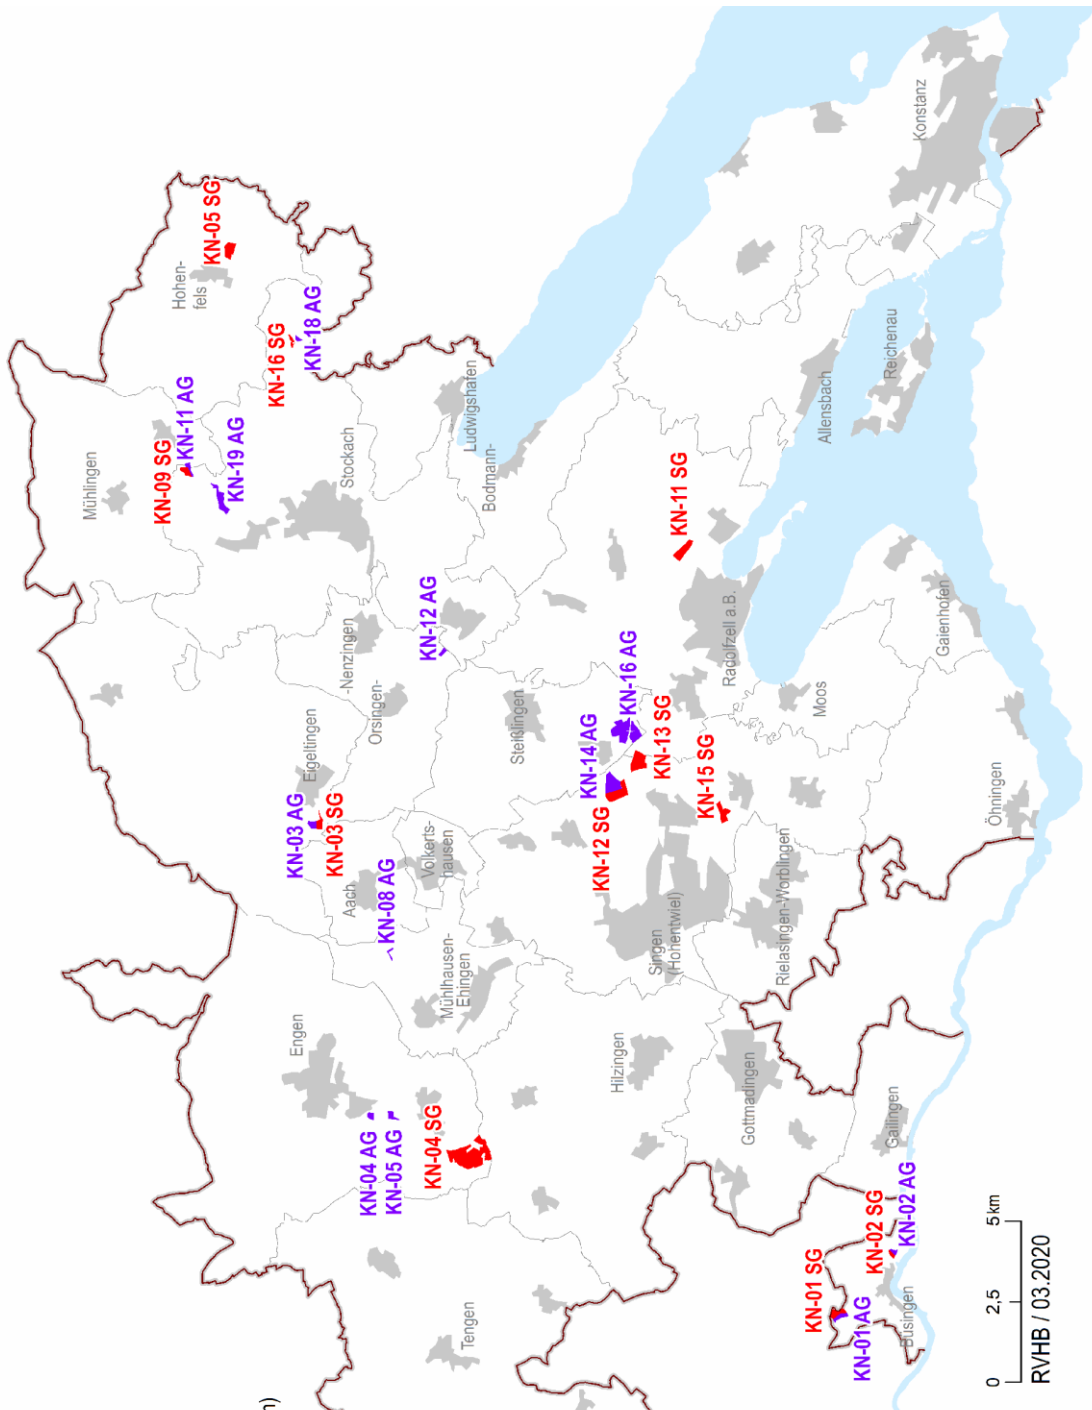 Konstanz
KN-05 SG
Hohen-
fels
KN-16 SG
KN-18 AG
Reichenau
Allensbach
Ludwigshafen
Bodmann-
KN-11 AG
KN-09 SG
KN-19 AG
Mühlingen
Stockach
KN-11 SG
KN-12 AG
Radolfzell a.B.
Gaienhofen
-Nenzingen
Orsingen-
Steißlingen
KN-16 AG
KN-14 AG
KN-13 SG
KN-15 SG
Moos
Eigeltingen
KN-03 AG
KN-03 SG
KN-12 SG
Öhningen
Volkerts-
hausen
Aach
KN-08 AG
Singen
(Hohentwiel)
Rielasingen-Worblingen
Mühlhausen-
Ehingen
Engen
Hilzingen
Gottmadingen
Gailingen
KN-04 AG
KN-05 AG
KN-04 SG
KN-02 SG
KN-02 AG
KN-01 SG
KN-01 AG
Büsingen
Tengen
0 2,5 5 km
RVHB / 03.2020
n)